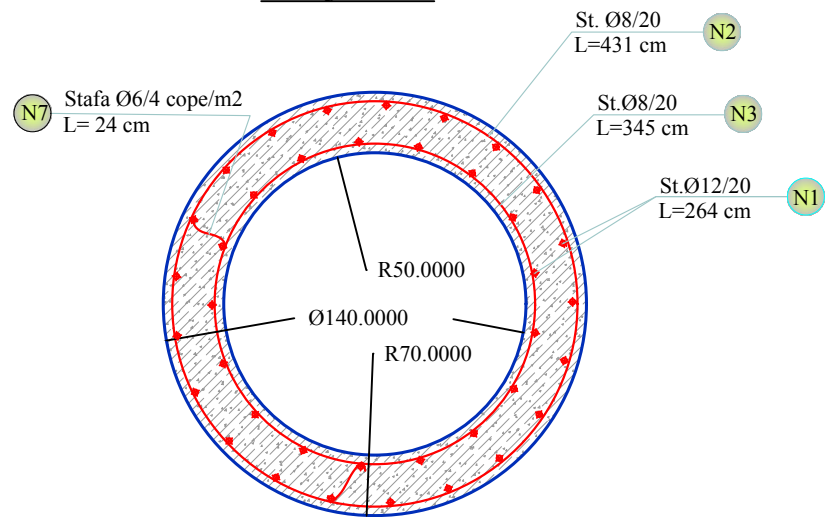 St. Ø8/20
L=431 cm
N2
Stafa Ø6/4 cope/m2
L= 24 cm
N7
St.Ø8/20
L=345 cm
N3
St.Ø12/20
L=264 cm
N1
R50.0000
Ø140.0000
R70.0000